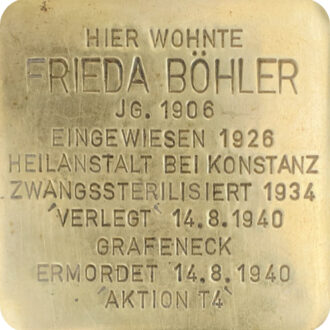 HIER WOHNTE
FRIEDA BÖHLER
JG. 1906
EINGEWIESEN 1926
HEILANSTALT BEI KONSTANZ
ZWANGSSTERILISIERT 1934
"VERLEGT" 14.8.1940
GRAFENECK
ERMORDET 14.8.1940
"AKTION T4"